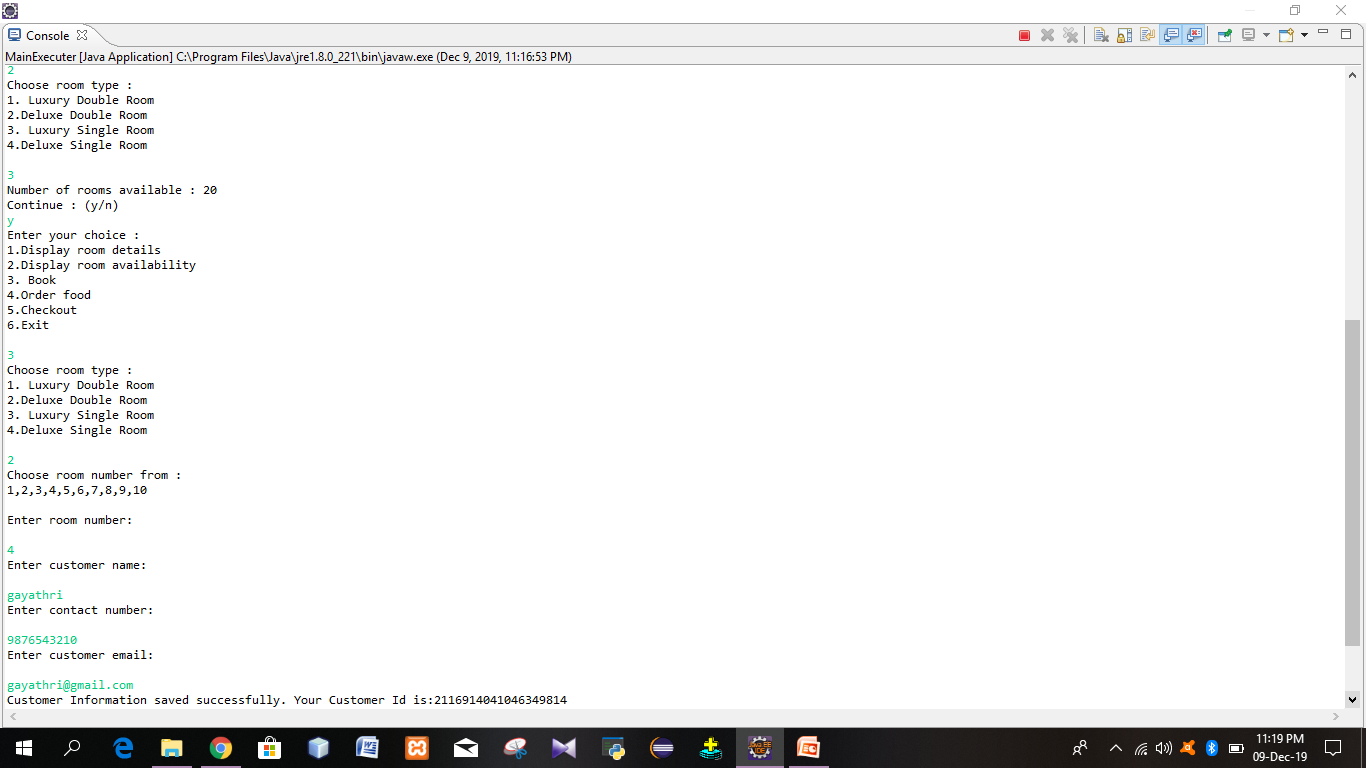 Console
MainExecuter [Java Application] C:\Program Files\Java\jre1.8.0_221\bin\javaw.exe (Dec 9, 2019, 11:16:53 PM)
2
Choose room type :
1. Luxury Double Room
2.Deluxe Double Room
3. Luxury Single Room
4.Deluxe Single Room
3
Number of rooms available : 20
Continue : (y/n)
y
Enter your choice :
1.Display room details
2.Display room availability
3. Book
4.Order food
5.Checkout
6.Exit
3
Choose room type :
1. Luxury Double Room
2.Deluxe Double Room
3. Luxury Single Room
4.Deluxe Single Room
2
Choose room number from :
1,2,3,4,5,6,7,8,9,10
Enter room number:
4
Enter customer name:
gayathri
Enter contact number:
9876543210
Enter customer email:
gayathri@gmail.com
Customer Information saved successfully. Your Customer Id is:2116914041046349814
11:19 PM
09-Dec-19